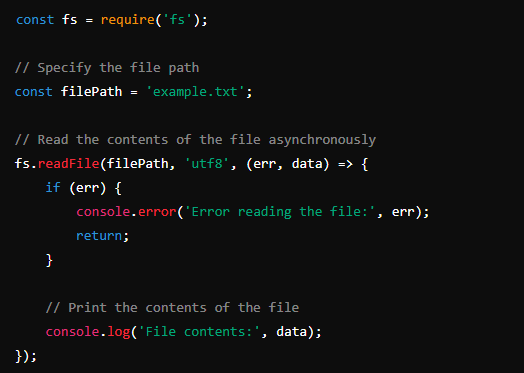 const fs = require('fs');

// Specify the file path
const filePath = 'example.txt';

// Read the contents of the file asynchronously
fs.readFile(filePath, 'utf8', (err, data) => {
    if (err) {
        console.error('Error reading the file:', err);
        return;
    }

    // Print the contents of the file
    console.log('File contents:', data);
});